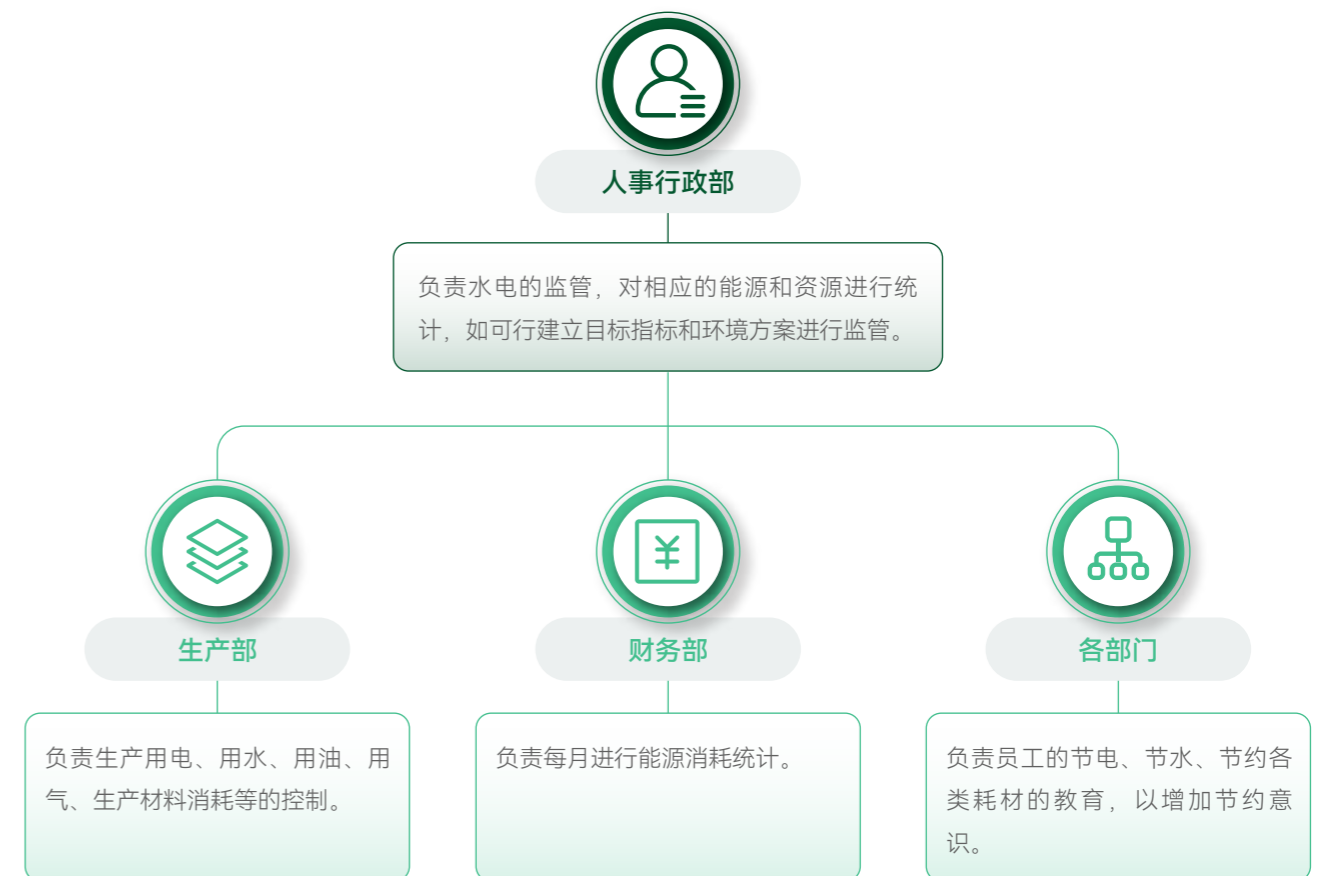 人事行政部
负责水电的监管，对相应的能源和资源进行统
计，如可行建立目标指标和环境方案进行监管。
¥
生产部
财务部
各部门
负责生产用电、用水、用油、用
气、生产材料消耗等的控制。
负责每月进行能源消耗统计。
负责员工的节电、节水、节约各
类耗材的教育，以增加节约意
识。